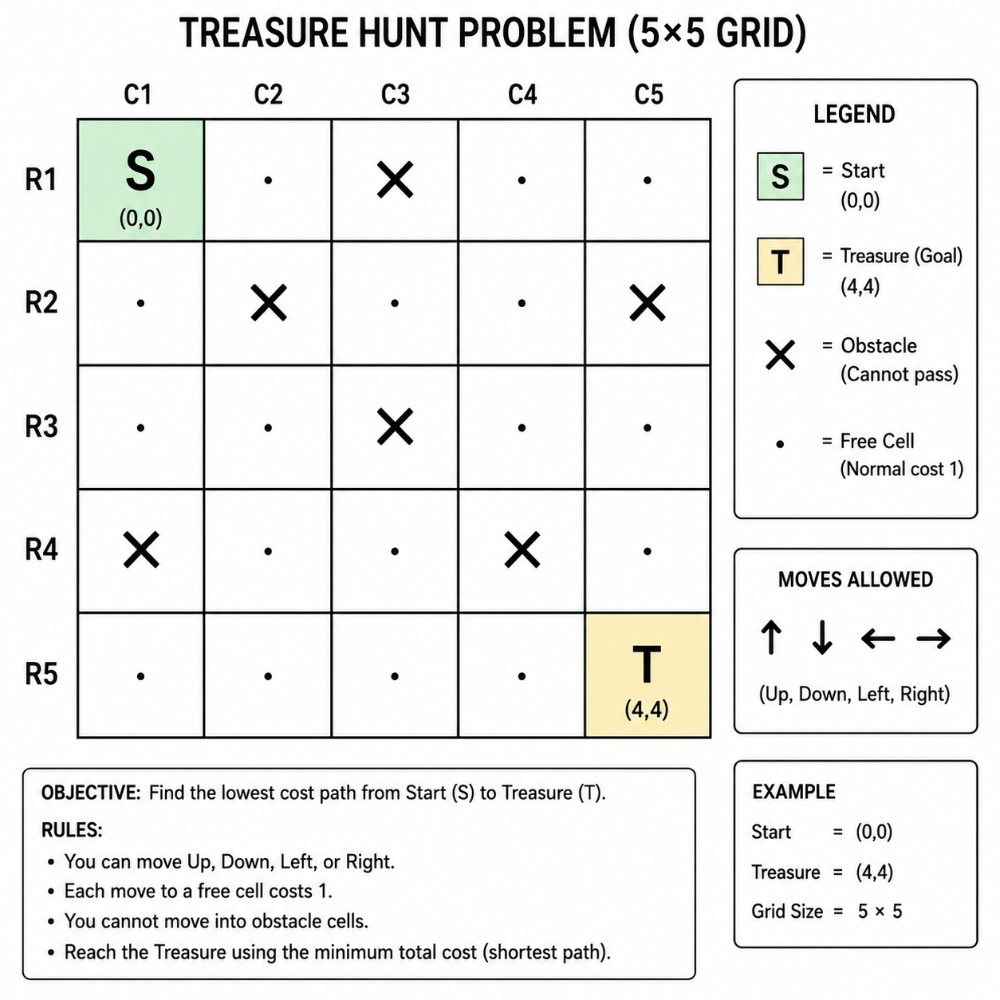 TREASURE HUNT PROBLEM (5×5 GRID)
C1 C2 C3 C4 C5
R1 S • × • •
(0,0)
R2 • × • • ×
R3 • • × • •
R4 × • • × •
R5 • • • • T
(4,4)
LEGEND
S = Start
(0,0)
T = Treasure (Goal)
(4,4)
× = Obstacle
(Cannot pass)
• = Free Cell
(Normal cost 1)
MOVES ALLOWED
↑ ↓ ← →
(Up, Down, Left, Right)
OBJECTIVE: Find the lowest cost path from Start (S) to Treasure (T).
RULES:
• You can move Up, Down, Left, or Right.
• Each move to a free cell costs 1.
• You cannot move into obstacle cells.
• Reach the Treasure using the minimum total cost (shortest path).
EXAMPLE
Start = (0,0)
Treasure = (4,4)
Grid Size = 5 × 5